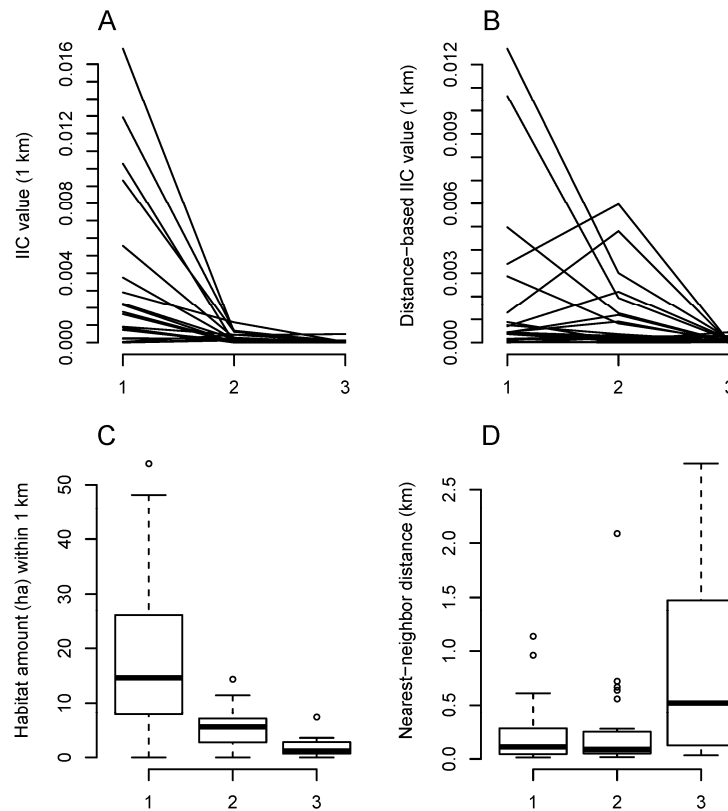 A
IIC value (1 km)
0.016
0.012
0.008
0.004
0.000
1 2 3
B
Distance−based IIC value (1 km)
0.012
0.009
0.006
0.003
0.000
1 2
C
Habitat amount (ha) within 1 km
50
40
30
20
10
0
1 2 3
D
Nearest−neighbor distance (km)
2.5
2.0
1.5
1.0
0.5
0.0
1 2 3